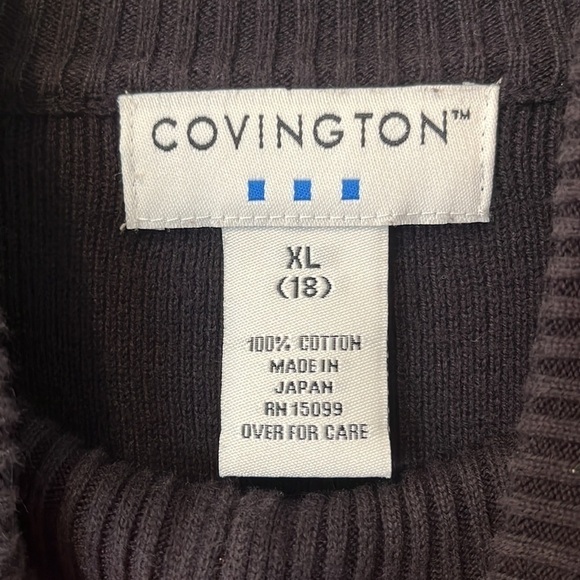 COVINGTON™
XL
(18)
100% COTTON
MADE IN
JAPAN
RN 15099
OVER FOR CARE